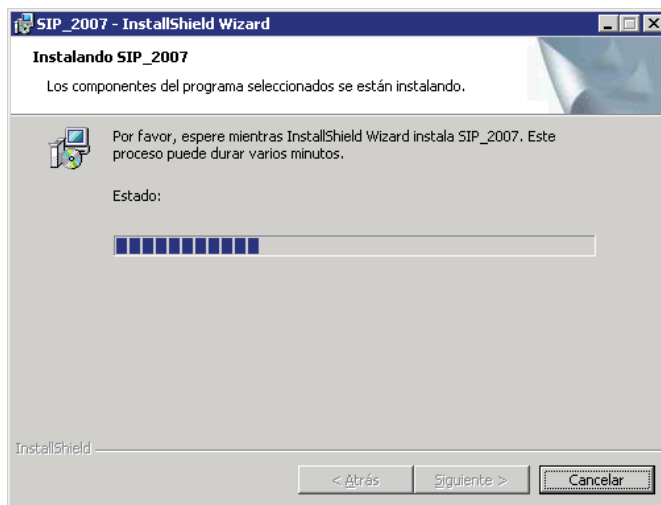 SIP_2007 - InstallShield Wizard
Instalando SIP_2007
Los componentes del programa seleccionados se están instalando.
Por favor, espere mientras InstallShield Wizard instala SIP_2007. Este
proceso puede durar varios minutos.
Estado:
InstallShield
< Atrás
Siguiente >
Cancelar